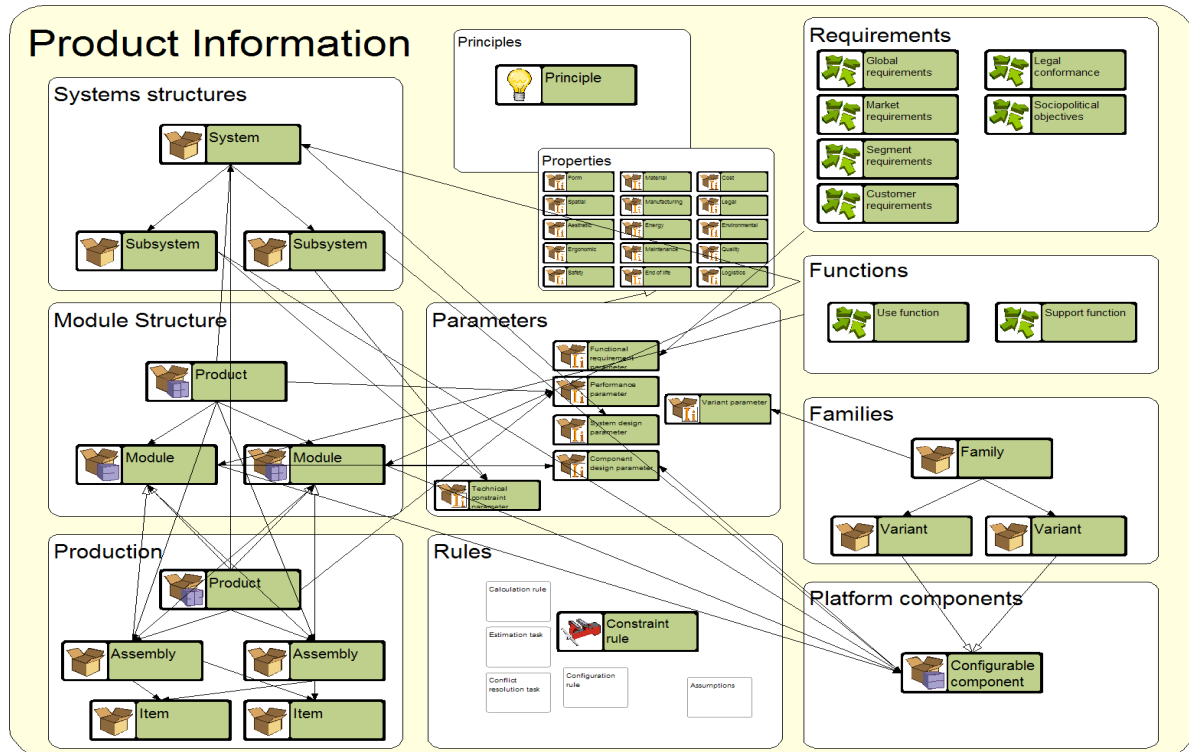 Product Information
Systems structures
System
Subsystem
Subsystem
Module Structure
Product
Module
Module
Production
Product
Assembly
Assembly
Item
Item
Principles
Principle
Properties
Form
Material
Cost
Spatial
Manufacturing
Legal
Aesthetic
Energy
Environmental
Ergonomic
Maintenance
Quality
Safety
End of life
Logistics
Parameters
Functional
requirement
parameter
Performance
parameter
Variant parameter
System design
parameter
Component
design parameter
Technical
constraint
parameter
Rules
Calculation rule
Constraint
rule
Estimation task
Conflict
resolution task
Configuration
rule
Assumptions
Requirements
Global
requirements
Legal
conformance
Market
requirements
Sociopolitical
objectives
Segment
requirements
Customer
requirements
Functions
Use function
Support function
Families
Family
Variant
Variant
Platform components
Configurable
component